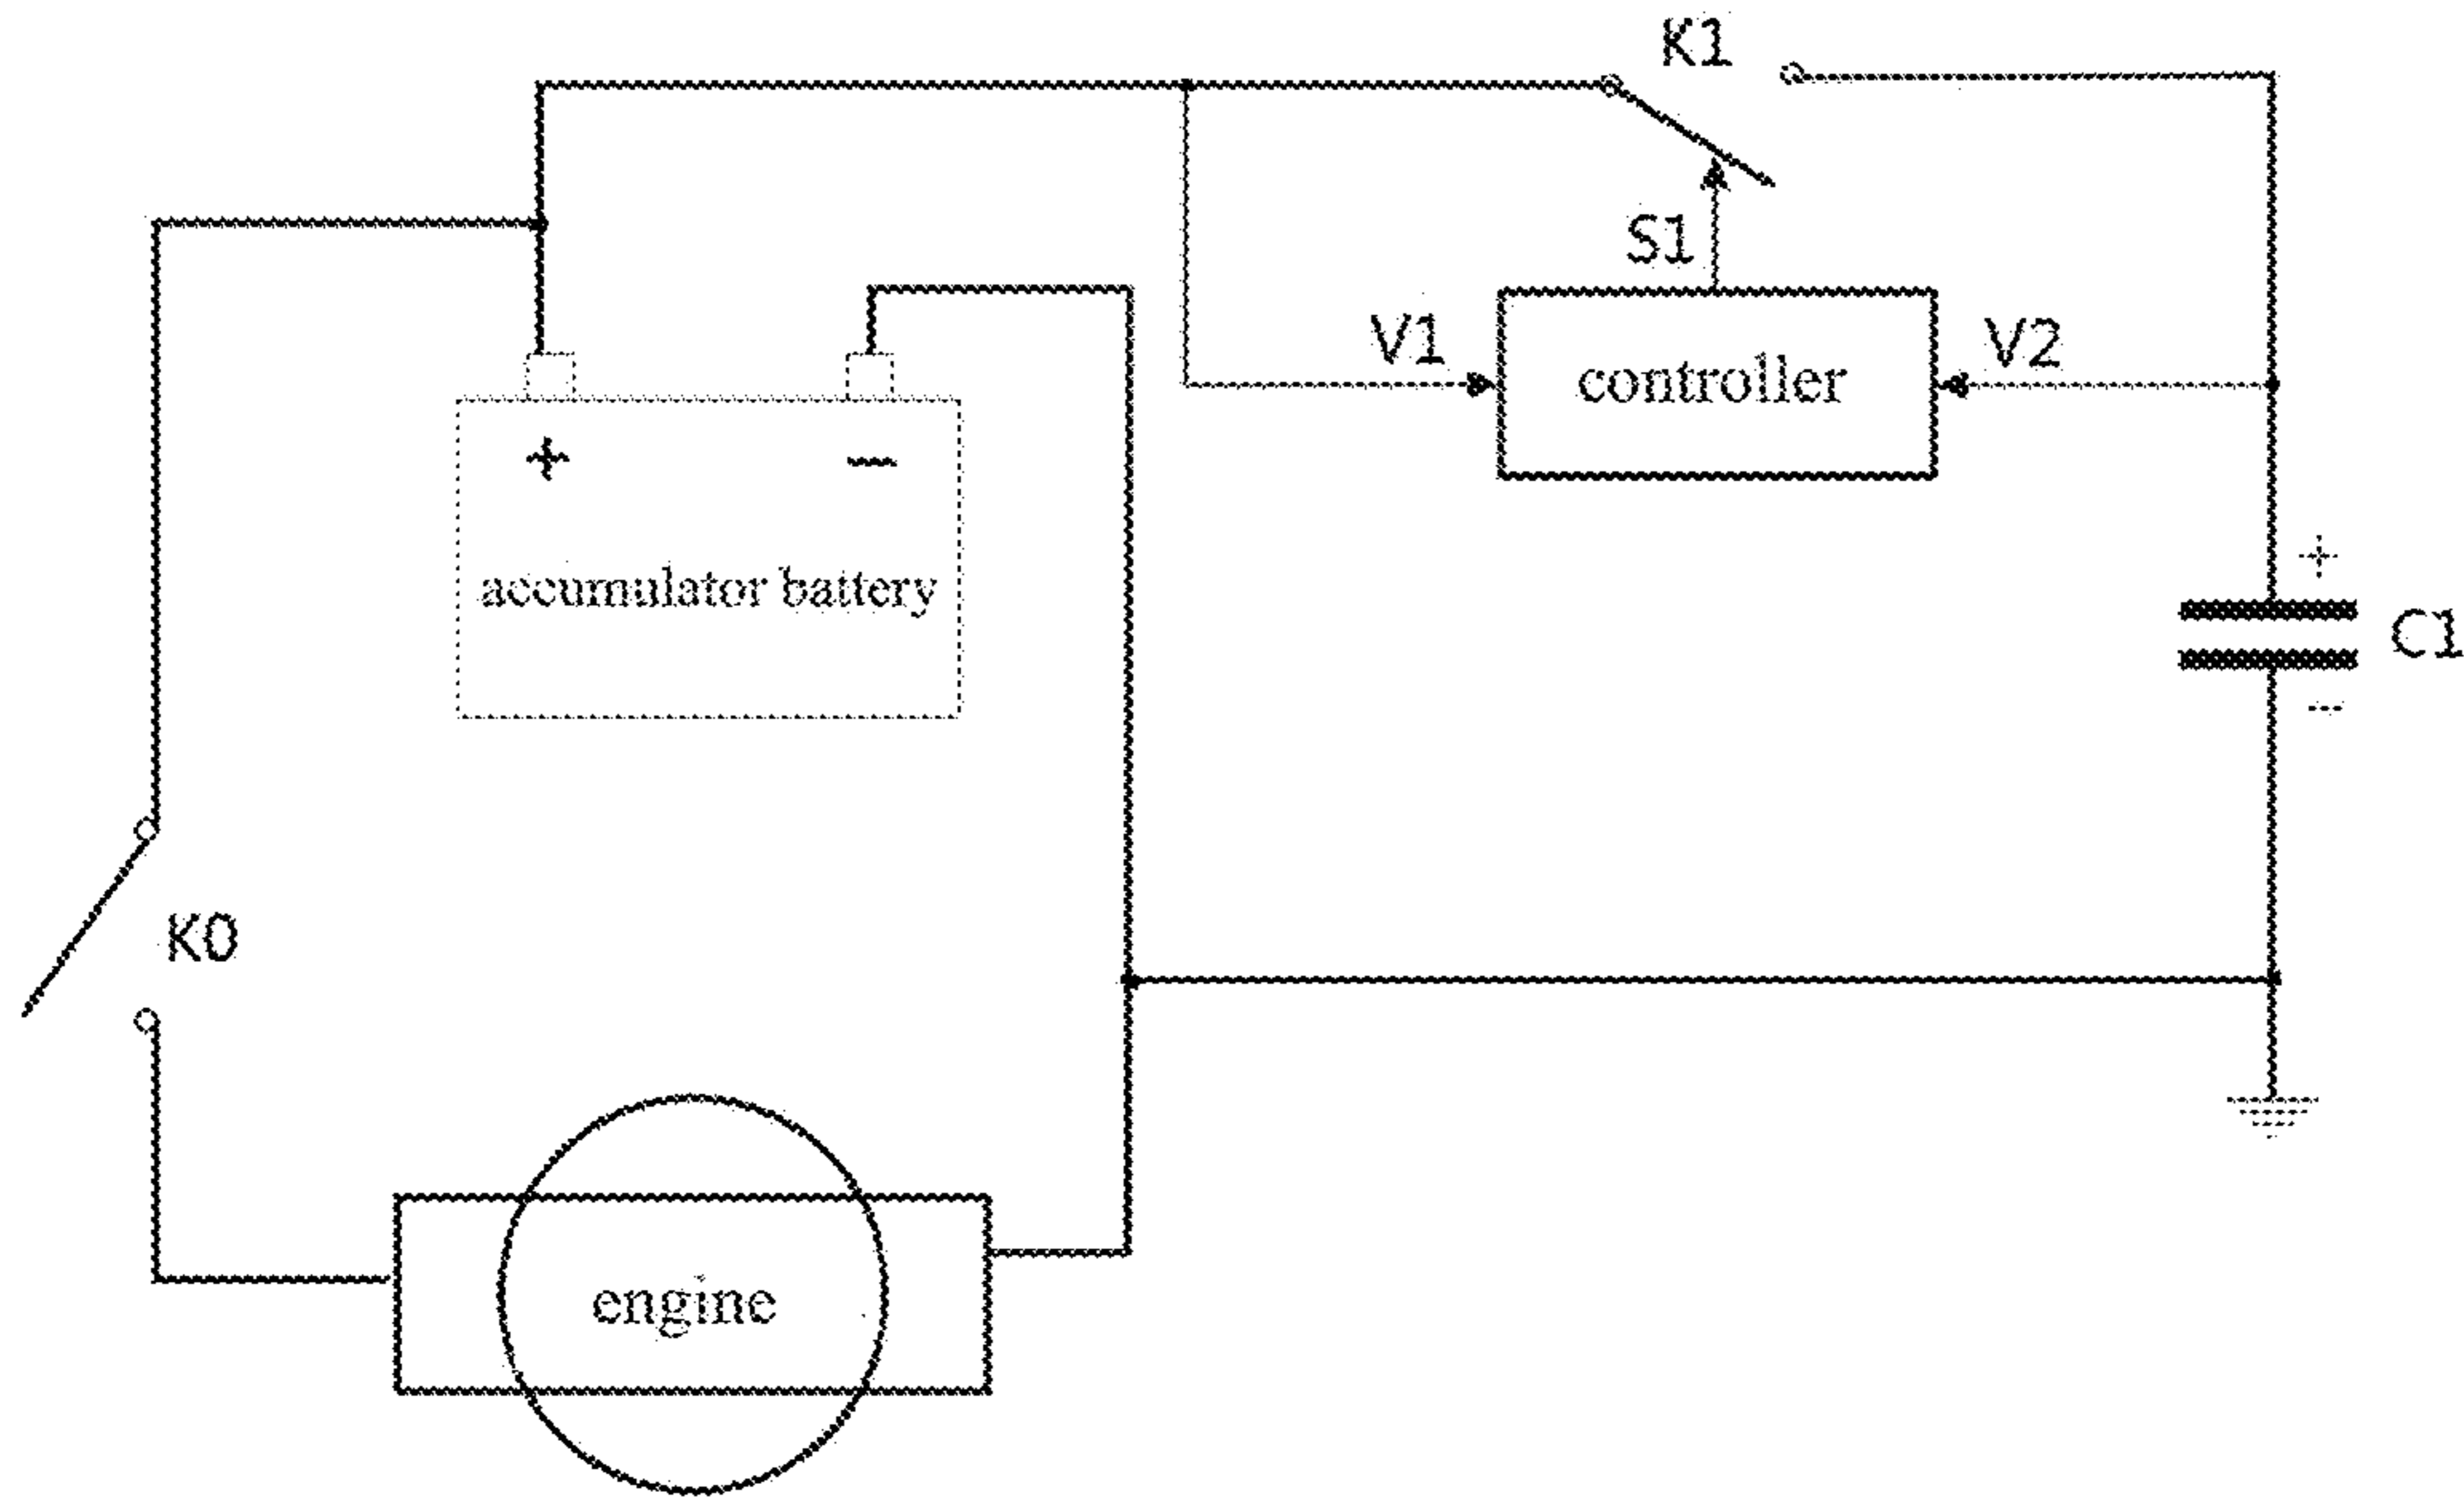 K1
S1
V1
controller
V2
+
−
accumulator battery
+
C1
-
K0
engine